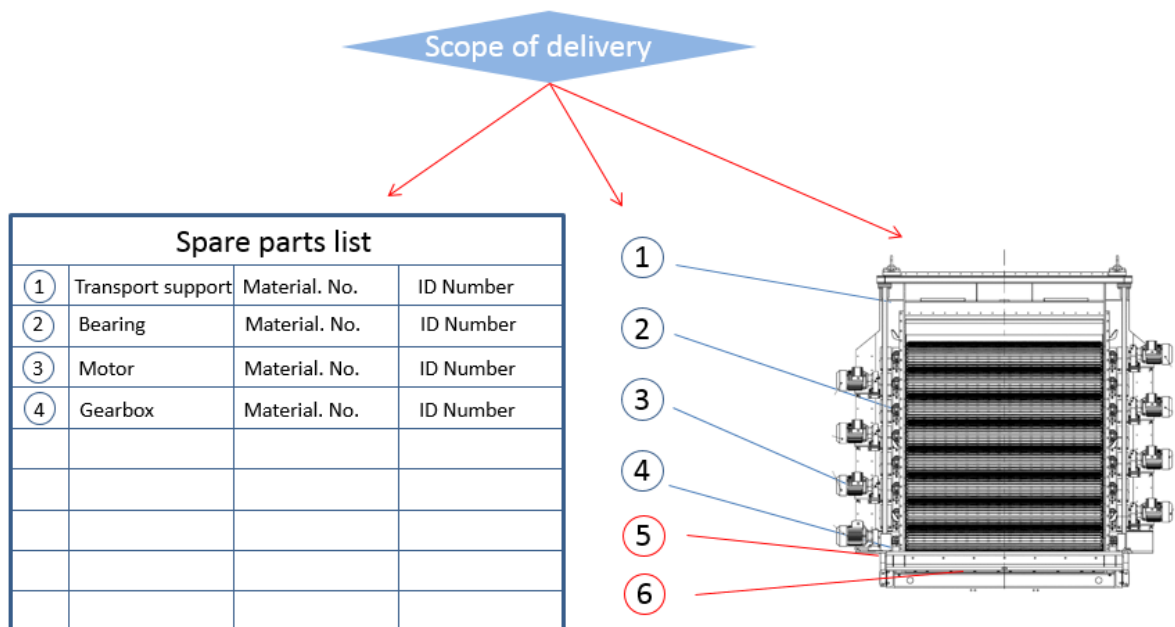 Scope of delivery
Spare parts list
1 Transport support Material. No. ID Number
2 Bearing Material. No. ID Number
3 Motor Material. No. ID Number
4 Gearbox Material. No. ID Number
1
2
3
4
5
6